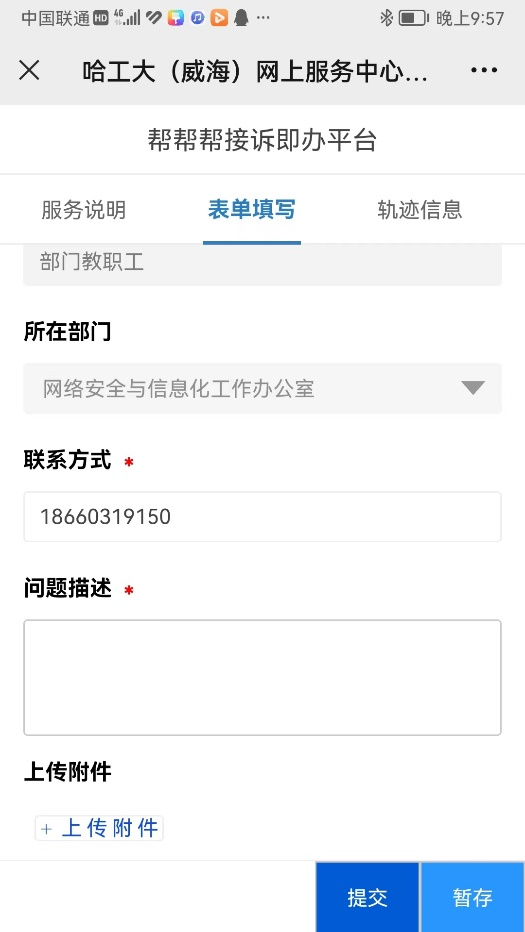 中国联通 HD 4G 晚上9:57
哈工大（威海）网上服务中心...
帮帮帮接诉即办平台
服务说明 表单填写 轨迹信息
部门教职工
所在部门
网络安全与信息化工作办公室
联系方式 *
18660319150
问题描述 *
上传附件
+ 上传附件
提交 暂存